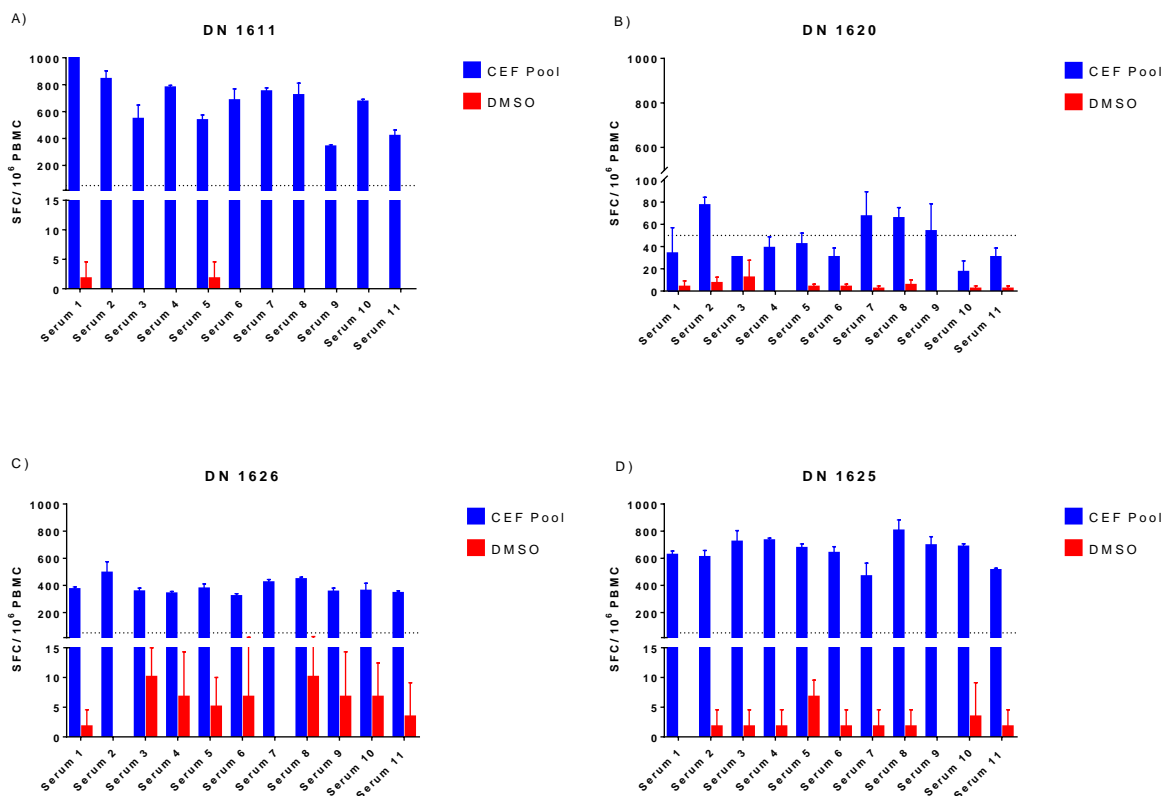 A)
DN 1611
1000
800
600
400
200
15
10
5
0
SFC/10⁶ PBMC
Serum 1
Serum 2
Serum 3
Serum 4
Serum 5
Serum 6
Serum 7
Serum 8
Serum 9
Serum 10
Serum 11
CEF Pool
DMSO
B)
DN 1620
1000
800
600
100
80
60
40
20
0
SFC/10⁶ PBMC
Serum 1
Serum 2
Serum 3
Serum 4
Serum 5
Serum 6
Serum 7
Serum 8
Serum 9
Serum 10
Serum 11
CEF Pool
DMSO
C)
DN 1626
1000
800
600
400
200
15
10
5
0
SFC/10⁶ PBMC
Serum 1
Serum 2
Serum 3
Serum 4
Serum 5
Serum 6
Serum 7
Serum 8
Serum 9
Serum 10
Serum 11
CEF Pool
DMSO
D)
DN 1625
1000
800
600
400
200
15
10
5
0
SFC/10⁶ PBMC
Serum 1
Serum 2
Serum 3
Serum 4
Serum 5
Serum 6
Serum 7
Serum 8
Serum 9
Serum 10
Serum 11
CEF Pool
DMSO